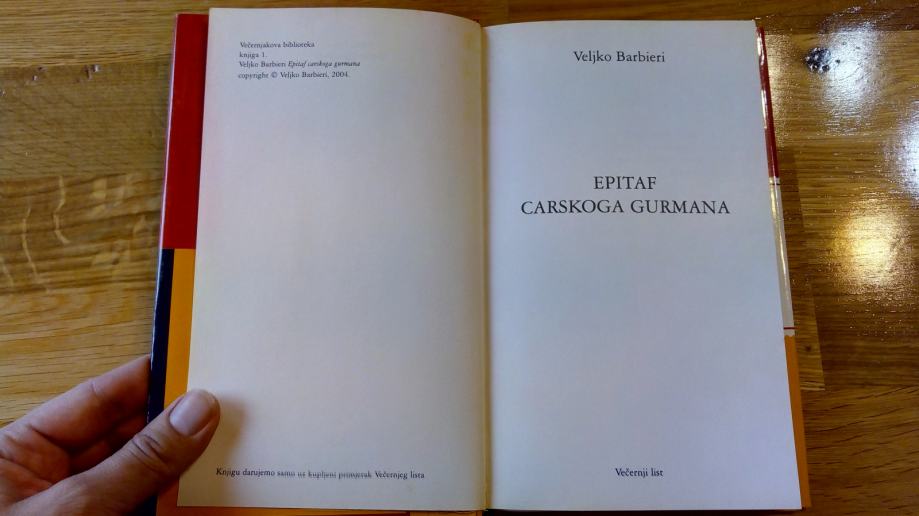 Večernjakova biblioteka
knjiga 1.
Veljko Barbieri Epitaf carskoga gurmana
copyright © Veljko Barbieri, 2004.
Knjigu darujemo samo uz kupljeni primjerak Večernjeg lista
Veljko Barbieri
EPITAF
CARSKOGA GURMANA
Večernji list